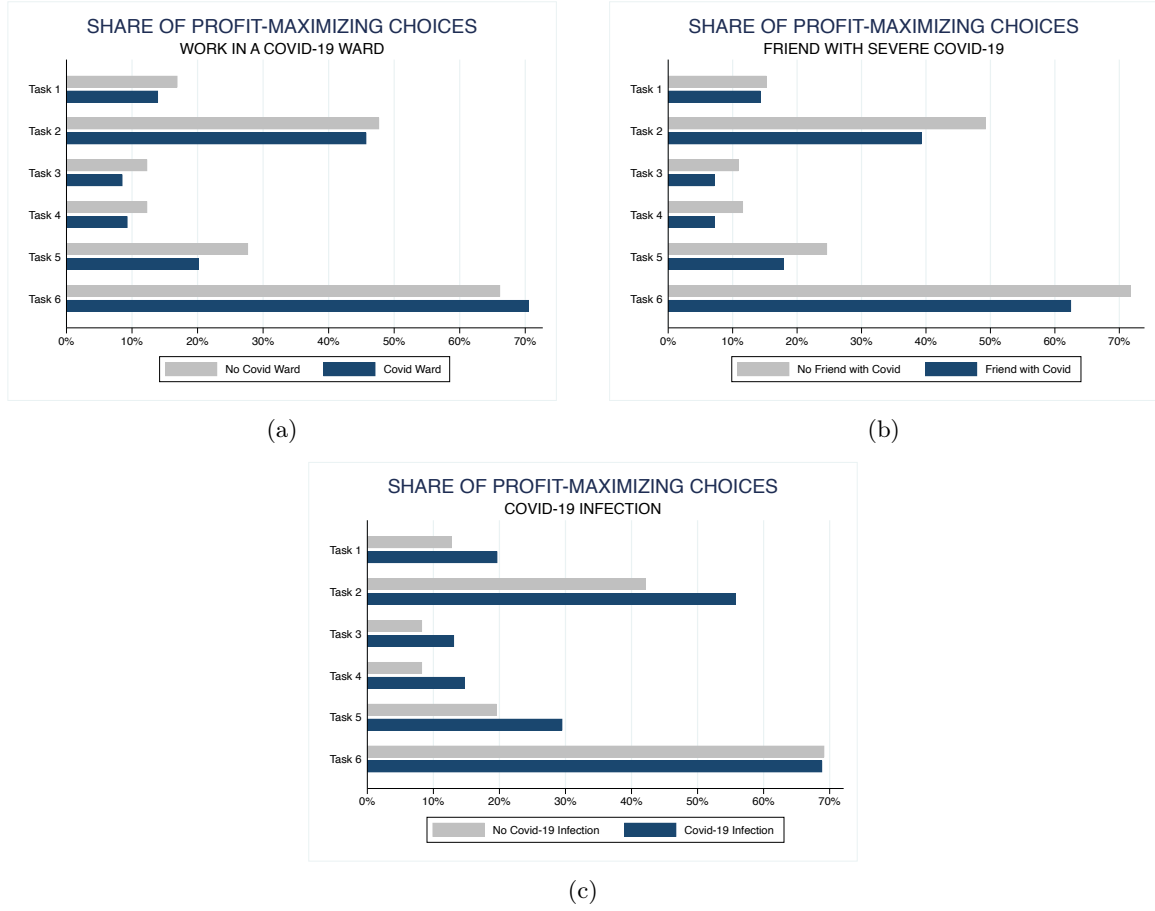 SHARE OF PROFIT-MAXIMIZING CHOICES
WORK IN A COVID-19 WARD
Task 1
Task 2
Task 3
Task 4
Task 5
Task 6
0% 10% 20% 30% 40% 50% 60% 70%
No Covid Ward Covid Ward
(a)
SHARE OF PROFIT-MAXIMIZING CHOICES
FRIEND WITH SEVERE COVID-19
Task 1
Task 2
Task 3
Task 4
Task 5
Task 6
0% 10% 20% 30% 40% 50% 60% 70%
No Friend with Covid Friend with Covid
(b)
SHARE OF PROFIT-MAXIMIZING CHOICES
COVID-19 INFECTION
Task 1
Task 2
Task 3
Task 4
Task 5
Task 6
0% 10% 20% 30% 40% 50% 60% 70%
No Covid-19 Infection Covid-19 Infection
(c)